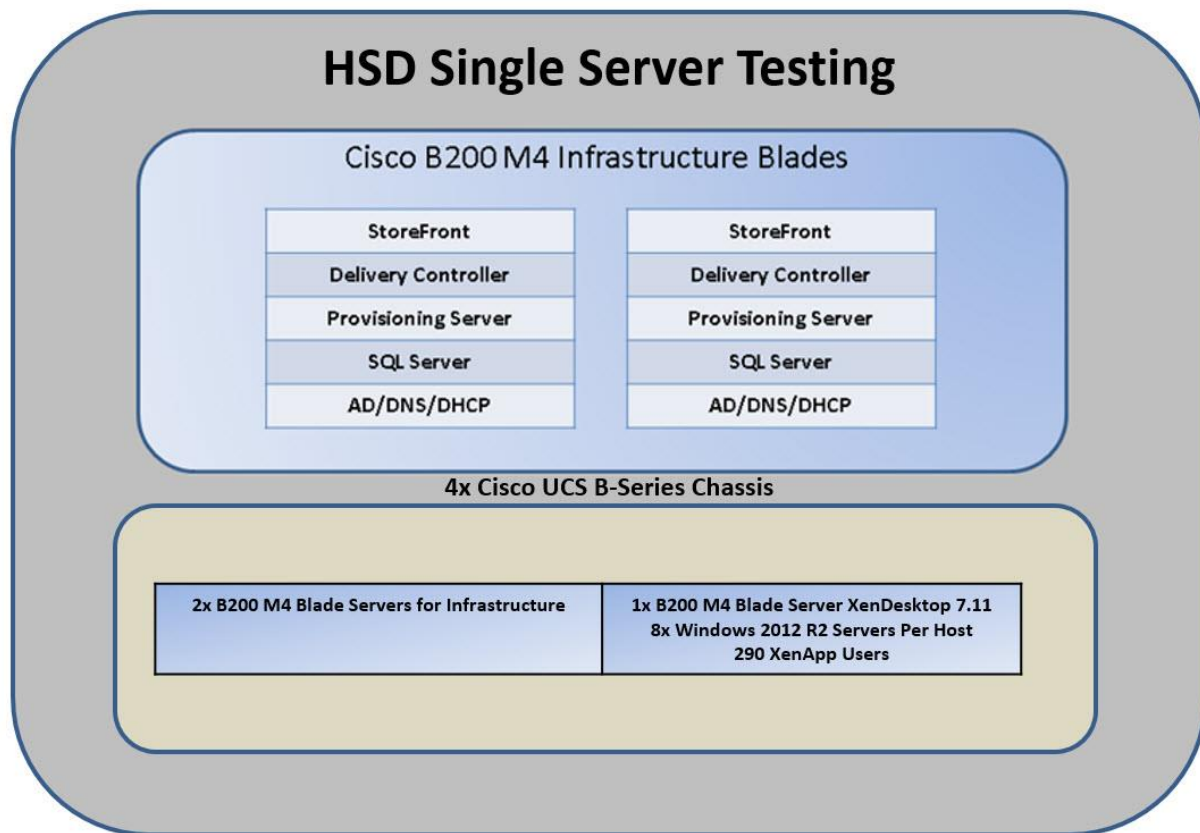 HSD Single Server Testing
Cisco B200 M4 Infrastructure Blades
StoreFront
Delivery Controller
Provisioning Server
SQL Server
AD/DNS/DHCP
StoreFront
Delivery Controller
Provisioning Server
SQL Server
AD/DNS/DHCP
4x Cisco UCS B-Series Chassis
2x B200 M4 Blade Servers for Infrastructure
1x B200 M4 Blade Server XenDesktop 7.11
8x Windows 2012 R2 Servers Per Host
290 XenApp Users